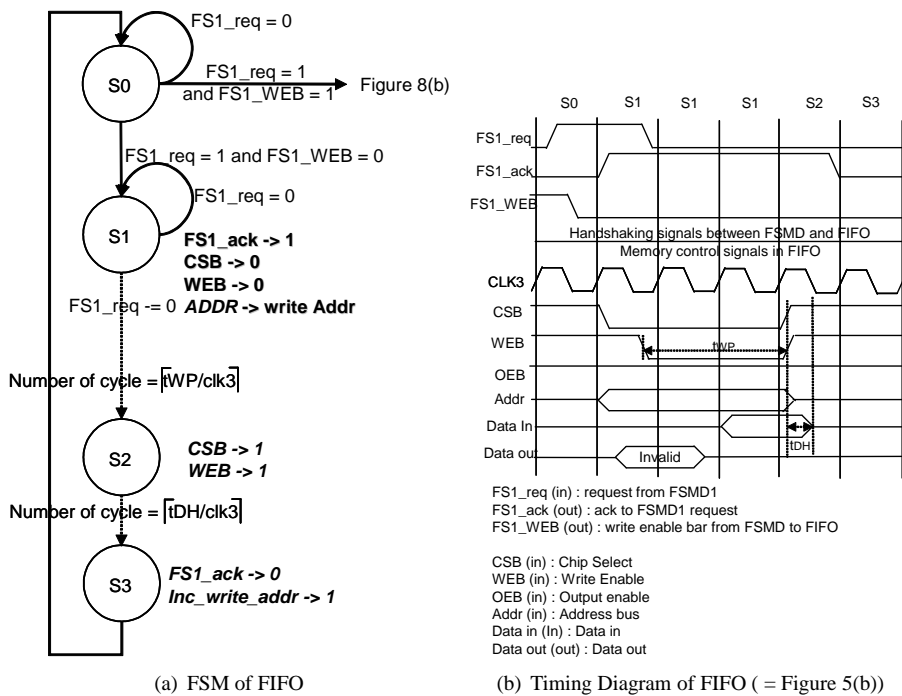 FS1_req = 0
S0
FS1_req = 1
and FS1_WEB = 1
Figure 8(b)
FS1_req = 1 and FS1_WEB = 0
FS1_req = 0
S1
FS1_ack -> 1
CSB -> 0
WEB -> 0
ADDR -> write Addr
FS1_req -= 0
Number of cycle = ⌈tWP/clk3⌉
S2
CSB -> 1
WEB -> 1
Number of cycle = ⌈tDH/clk3⌉
S3
FS1_ack -> 0
Inc_write_addr -> 1
(a) FSM of FIFO
S0 S1 S1 S1 S2 S3
FS1_req
FS1_ack
FS1_WEB
Handshaking signals between FSMD and FIFO
Memory control signals in FIFO
CLK3
CSB
WEB
tWP
OEB
Addr
Data In
tDH
Data out
Invalid
FS1_req (in) : request from FSMD1
FS1_ack (out) : ack to FSMD1 request
FS1_WEB (out) : write enable bar from FSMD to FIFO
CSB (in) : Chip Select
WEB (in) : Write Enable
OEB (in) : Output enable
Addr (in) : Address bus
Data in (In) : Data in
Data out (out) : Data out
(b) Timing Diagram of FIFO ( = Figure 5(b))